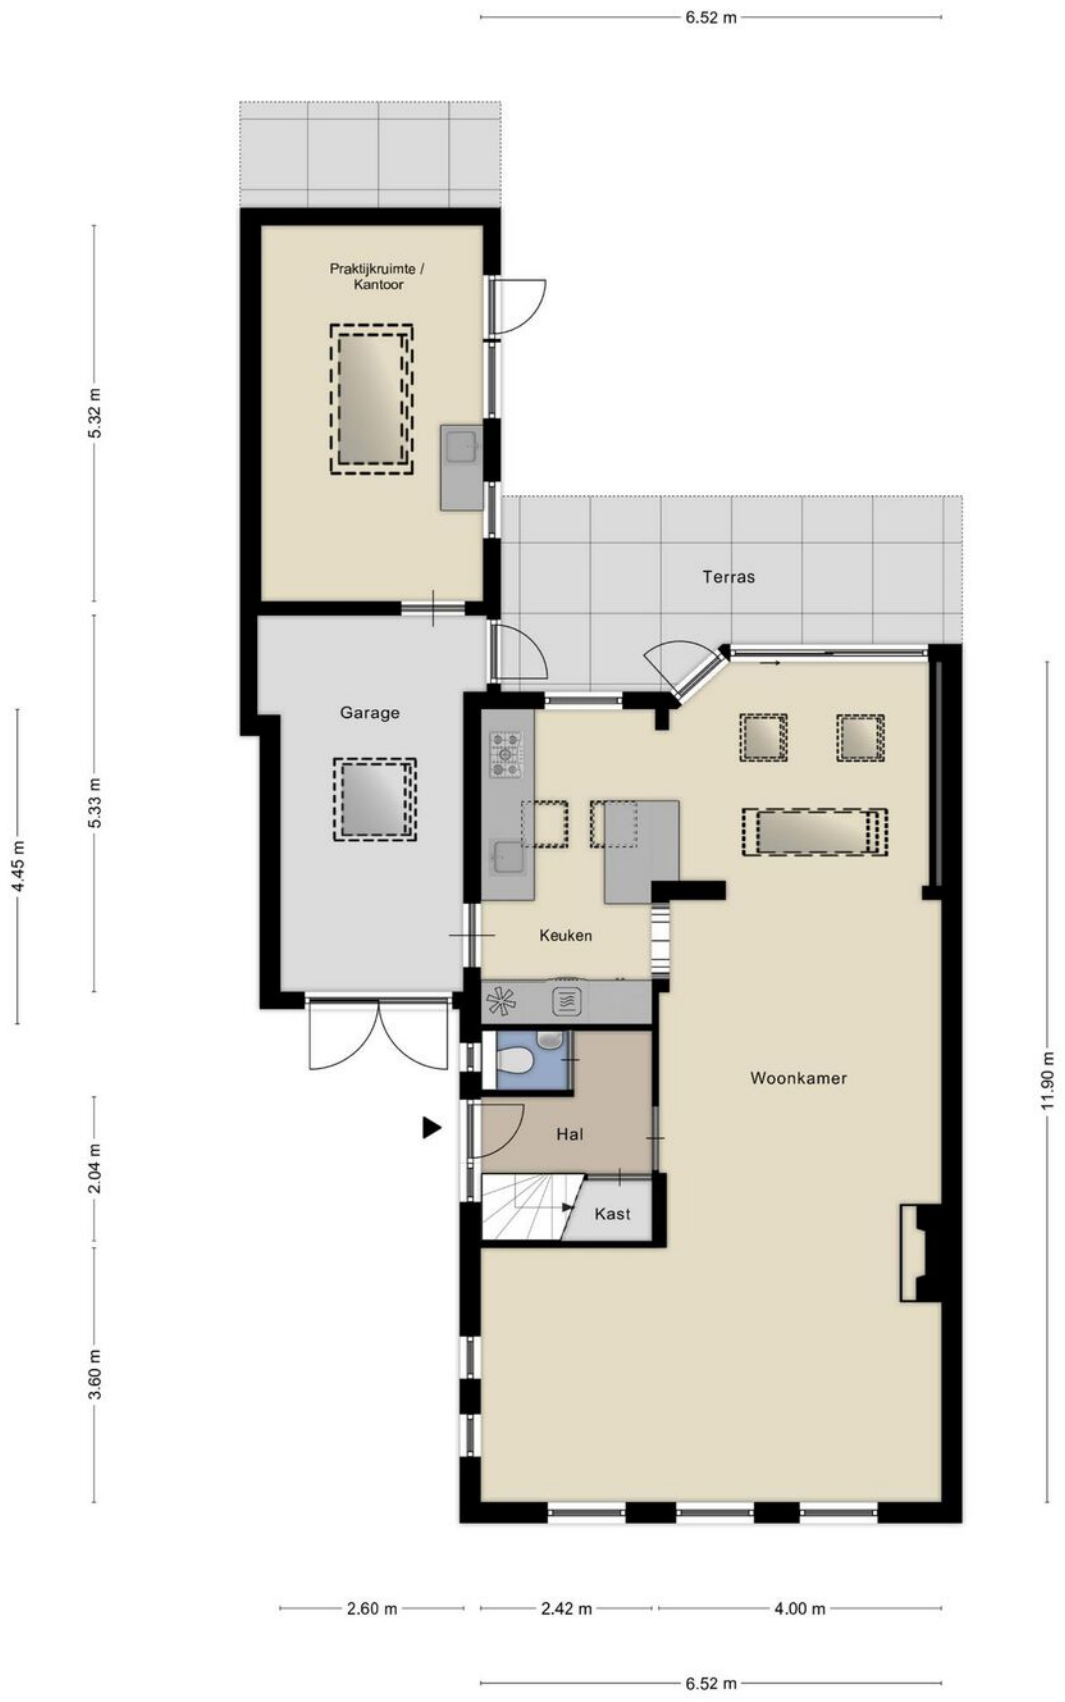 6.52 m
Praktijkruimte /
Kantoor
5.32 m
Terras
Garage
5.33 m
4.45 m
Keuken
Woonkamer
11.90 m
Hal
2.04 m
Kast
3.60 m
2.60 m
2.42 m
4.00 m
6.52 m